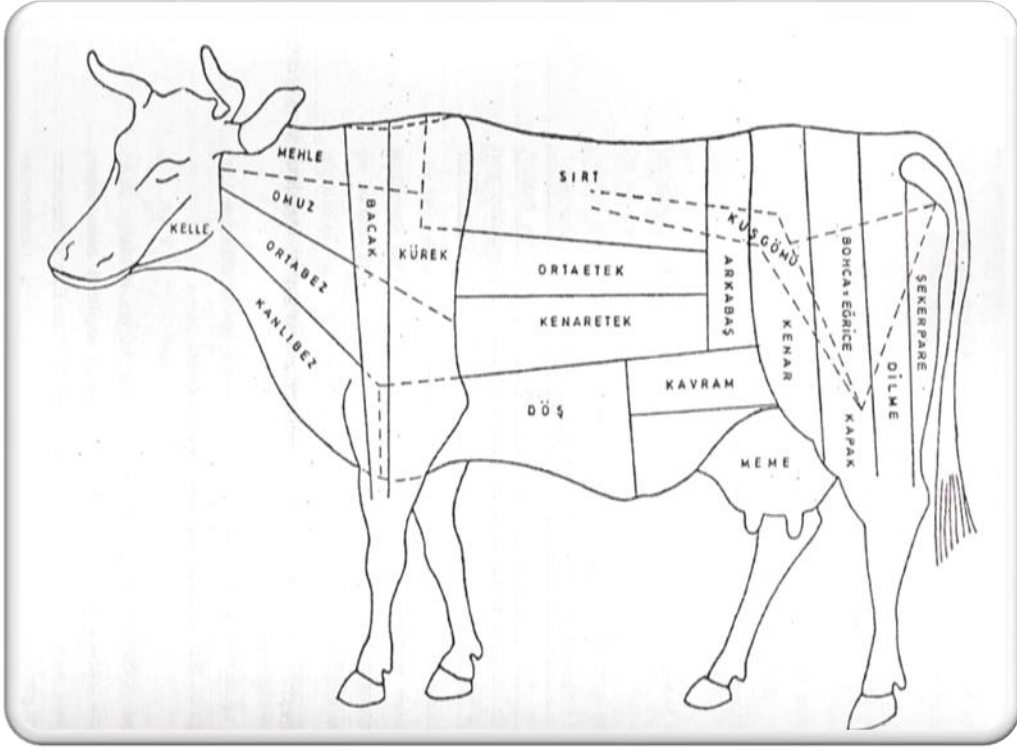 MEHLE
OMUZ
KELLE
ORTABEZ
KANLIBEZ
BACAK
KÜREK
SIRT
ORTAETEK
KENARETEK
DÖŞ
KAVRAM
MEME
KUŞGÖMÜ
ARKABAŞ
KENAR
BOHCA=EĞRİCE
KAPAK
DİLME
ŞEKERPARE